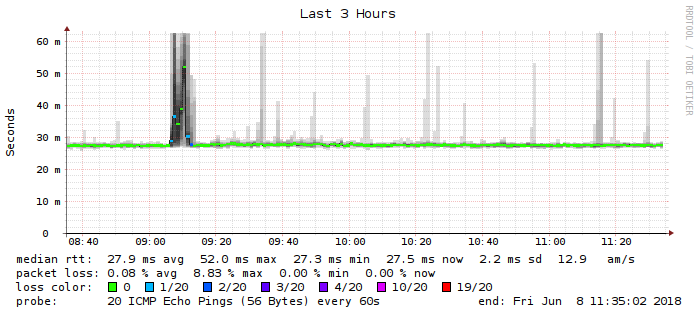 Last 3 Hours
RRDTOOL / TOBI OETIKER
Seconds
60 m
50 m
40 m
30 m
20 m
10 m
0
08:40 09:00 09:20 09:40 10:00 10:20 10:40 11:00 11:20
median rtt: 27.9 ms avg 52.0 ms max 27.3 ms min 27.5 ms now 2.2 ms sd 12.9 am/s
packet loss: 0.08 % avg 8.83 % max 0.00 % min 0.00 % now
loss color: 0 1/20 2/20 3/20 4/20 10/20 19/20
probe: 20 ICMP Echo Pings (56 Bytes) every 60s end: Fri Jun 8 11:35:02 2018